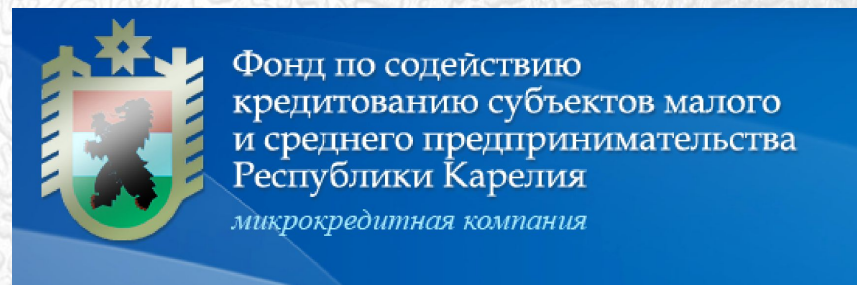 Фонд по содействию
кредитованию субъектов малого
и среднего предпринимательства
Республики Карелия
микрокредитная компания